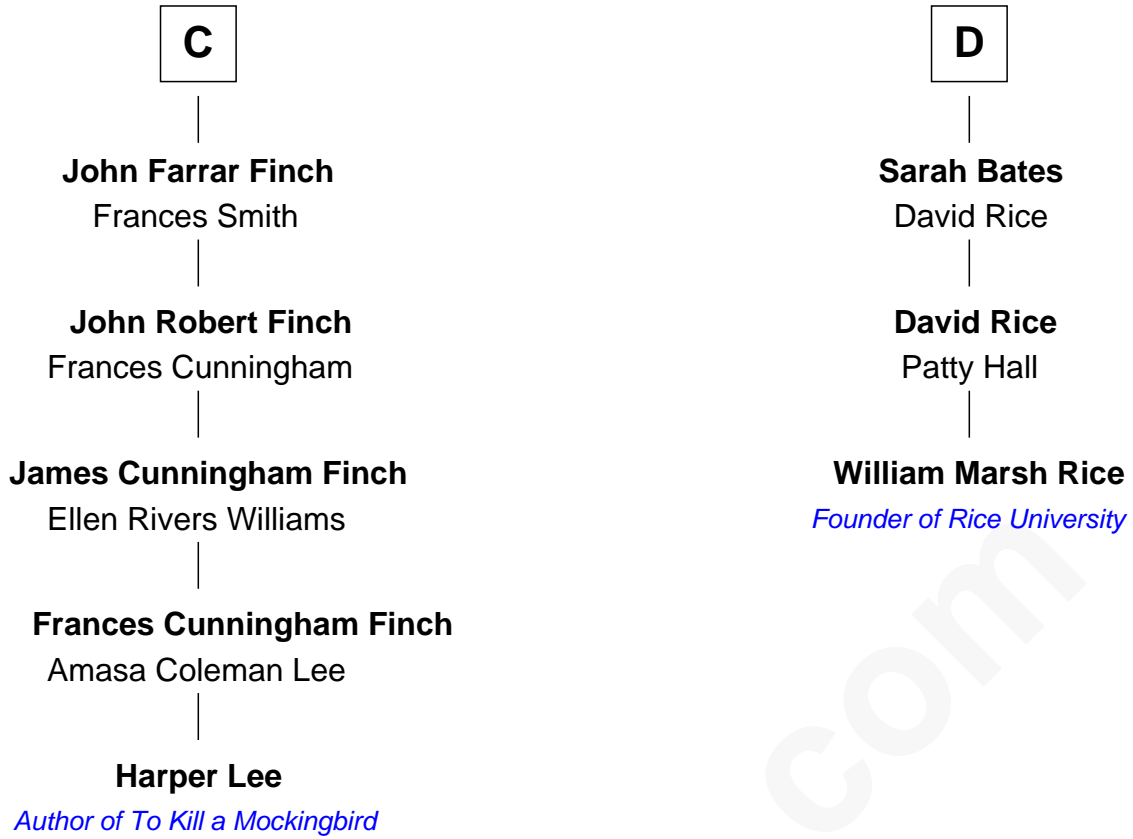 C
John Farrar Finch
Frances Smith
John Robert Finch
Frances Cunningham
James Cunningham Finch
Ellen Rivers Williams
Frances Cunningham Finch
Amasa Coleman Lee
Harper Lee
Author of To Kill a Mockingbird
D
Sarah Bates
David Rice
David Rice
Patty Hall
William Marsh Rice
Founder of Rice University
com